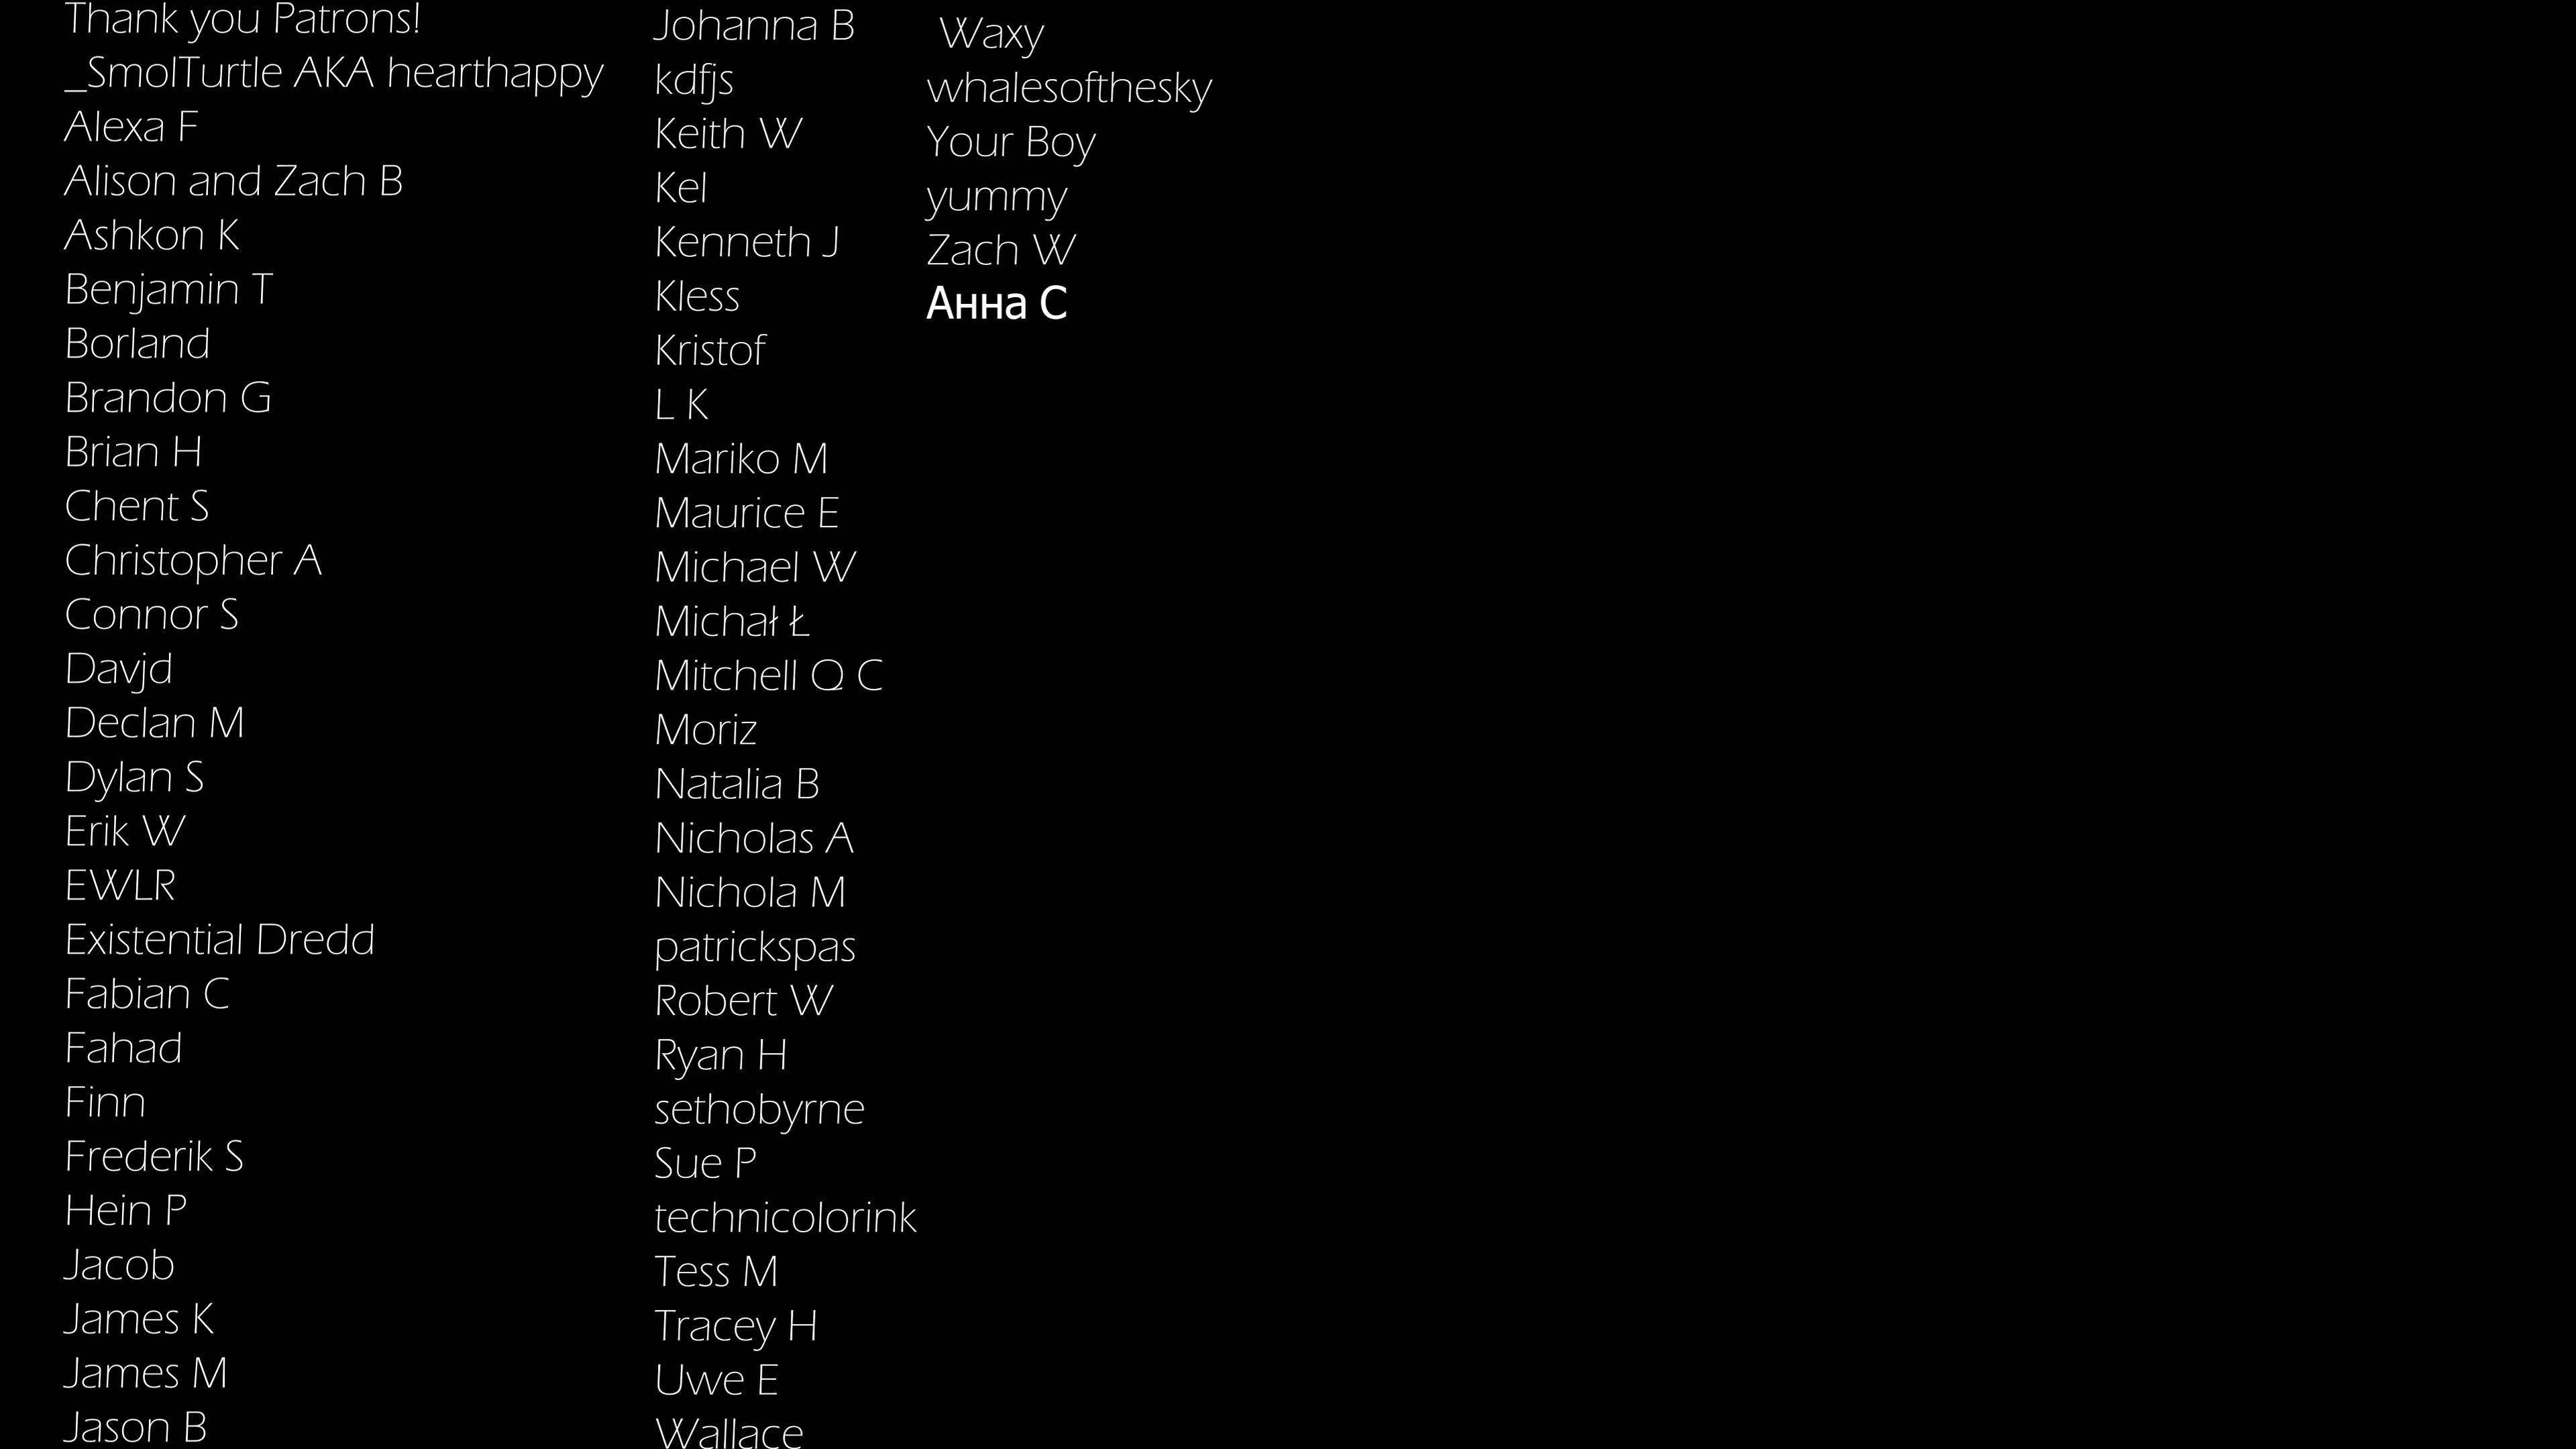 Thank you Patrons!
_SmolTurtle AKA hearthappy
Alexa F
Alison and Zach B
Ashkon K
Benjamin T
Borland
Brandon G
Brian H
Chent S
Christopher A
Connor S
Davjd
Declan M
Dylan S
Erik W
EWLR
Existential Dredd
Fabian C
Fahad
Finn
Frederik S
Hein P
Jacob
James K
James M
Jason B
Johanna B
kdfjs
Keith W
Kel
Kenneth J
Kless
Kristof
L K
Mariko M
Maurice E
Michael W
Michał Ł
Mitchell Q C
Moriz
Natalia B
Nicholas A
Nichola M
patrickspas
Robert W
Ryan H
sethobyrne
Sue P
technicolorink
Tess M
Tracey H
Uwe E
Wallace
Waxy
whalesofthesky
Your Boy
yummy
Zach W
Анна С